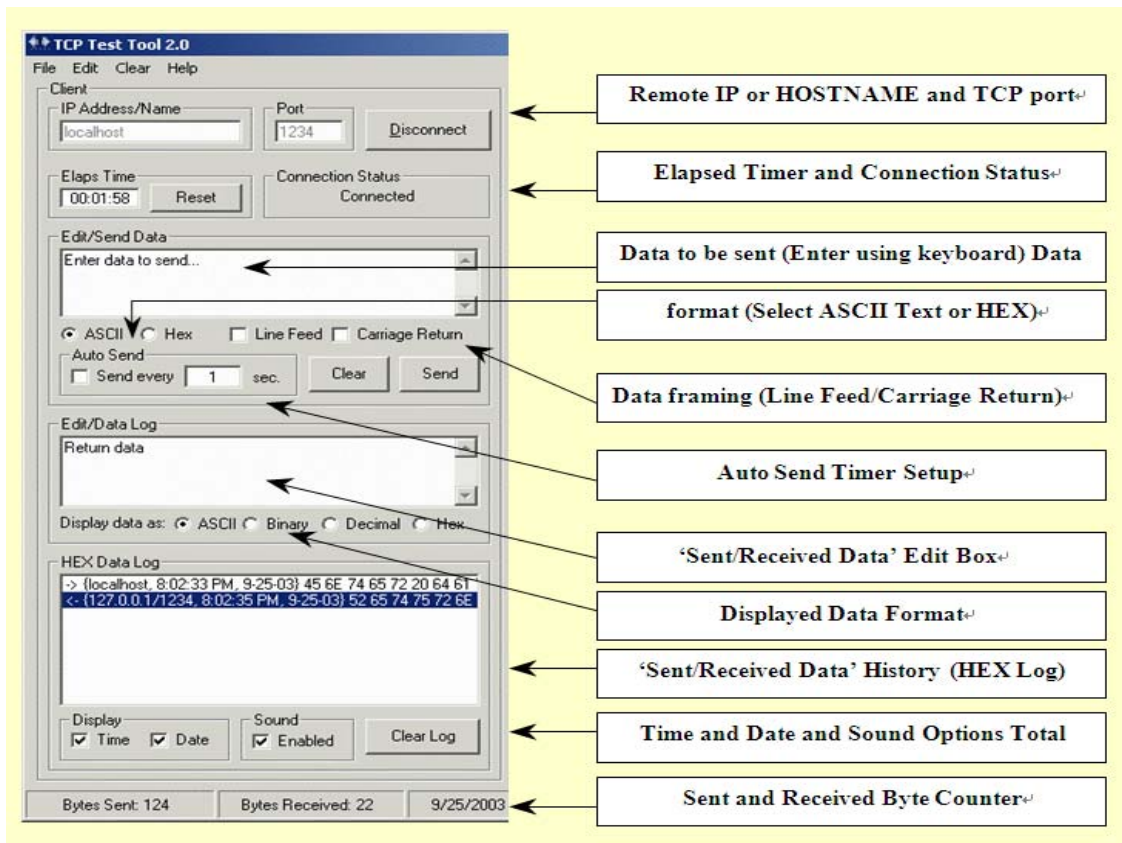 TCP Test Tool 2.0
File Edit Clear Help
Client
IP Address/Name
Port
localhost
1234
Disconnect
Elaps Time
Connection Status
00:01:58
Reset
Connected
Edit/Send Data
Enter data to send...
ASCII Hex Line Feed Carriage Return
Auto Send
Send every 1 sec.
Clear
Send
Edit/Data Log
Return data
Display data as: ASCII Binary Decimal Hex
HEX Data Log
-> {localhost, 8:02:33 PM, 9-25-03} 45 6E 74 65 72 20 64 61
<- {127.0.0.1/1234, 8:02:35 PM, 9-25-03} 52 65 74 75 72 6E
Display
Time Date
Sound
Enabled
Clear Log
Bytes Sent: 124
Bytes Received: 22
9/25/2003
Remote IP or HOSTNAME and TCP port
Elapsed Timer and Connection Status
Data to be sent (Enter using keyboard) Data
format (Select ASCII Text or HEX)
Data framing (Line Feed/Carriage Return)
Auto Send Timer Setup
‘Sent/Received Data’ Edit Box
Displayed Data Format
‘Sent/Received Data’ History (HEX Log)
Time and Date and Sound Options Total
Sent and Received Byte Counter